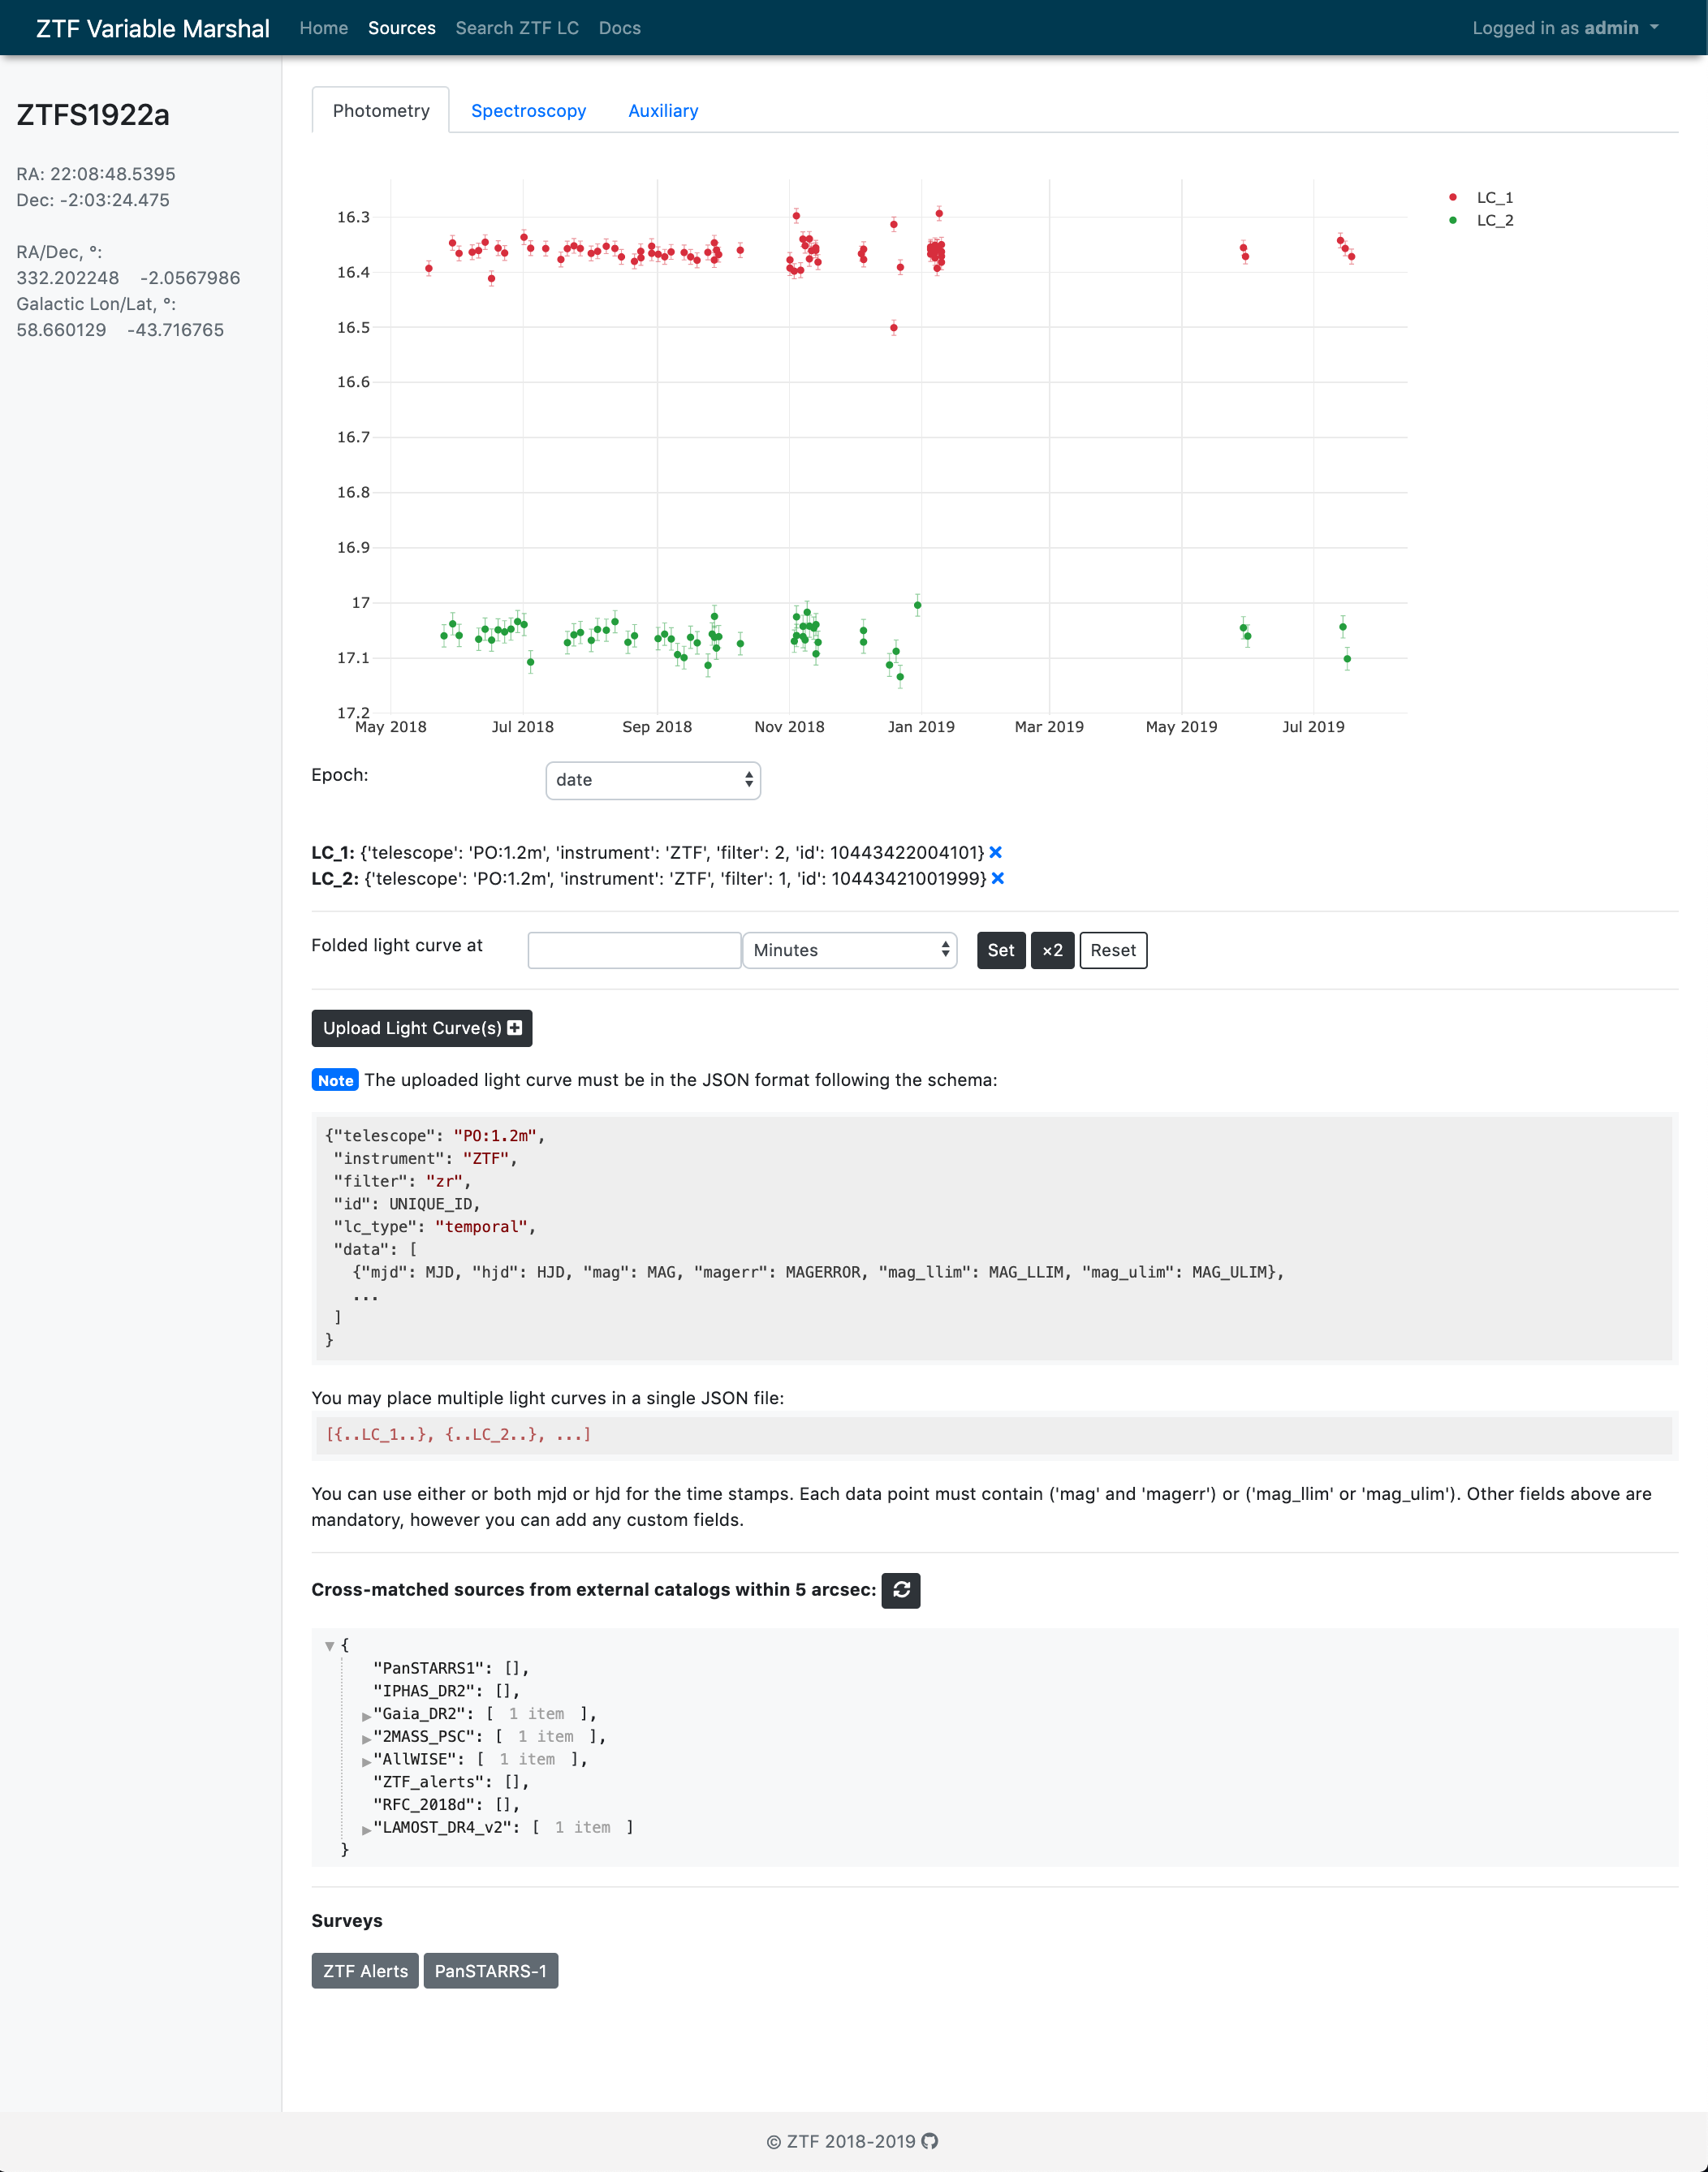 ZTF Variable Marshal Home Sources Search ZTF LC Docs Logged in as admin
ZTFS1922a
RA: 22:08:48.5395
Dec: -2:03:24.475
RA/Dec, °:
332.202248 -2.0567986
Galactic Lon/Lat, °:
58.660129 -43.716765
Photometry Spectroscopy Auxiliary
LC_1
LC_2
16.3
16.4
16.5
16.6
16.7
16.8
16.9
17
17.1
17.2
May 2018 Jul 2018 Sep 2018 Nov 2018 Jan 2019 Mar 2019 May 2019 Jul 2019
Epoch: date
LC_1: {'telescope': 'PO:1.2m', 'instrument': 'ZTF', 'filter': 2, 'id': 10443422004101}
LC_2: {'telescope': 'PO:1.2m', 'instrument': 'ZTF', 'filter': 1, 'id': 10443421001999}
Folded light curve at Minutes Set ×2 Reset
Upload Light Curve(s)
Note The uploaded light curve must be in the JSON format following the schema:
{"telescope": "PO:1.2m",
"instrument": "ZTF",
"filter": "zr",
"id": UNIQUE_ID,
"lc_type": "temporal",
"data": [
{"mjd": MJD, "hjd": HJD, "mag": MAG, "magerr": MAGERROR, "mag_llim": MAG_LLIM, "mag_ulim": MAG_ULIM},
...
]
}
You may place multiple light curves in a single JSON file:
[{..LC_1..}, {..LC_2..}, ...]
You can use either or both mjd or hjd for the time stamps. Each data point must contain ('mag' and 'magerr') or ('mag_llim' or 'mag_ulim'). Other fields above are
mandatory, however you can add any custom fields.
Cross-matched sources from external catalogs within 5 arcsec:
{
"PanSTARRS1": [],
"IPHAS_DR2": [],
"Gaia_DR2": [ 1 item ],
"2MASS_PSC": [ 1 item ],
"AllWISE": [ 1 item ],
"ZTF_alerts": [],
"RFC_2018d": [],
"LAMOST_DR4_v2": [ 1 item ]
}
Surveys
ZTF Alerts PanSTARRS-1
© ZTF 2018-2019